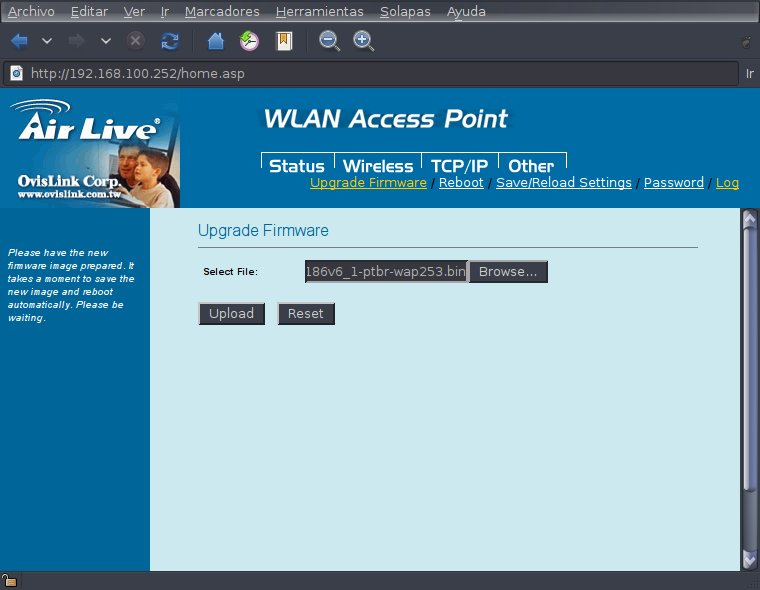 Archivo Editar Ver Ir Marcadores Herramientas Solapas Ayuda
http://192.168.100.252/home.asp Ir
Air Live®
OvisLink Corp.
www.ovislink.com.tw
WLAN Access Point
Status Wireless TCP/IP Other
Upgrade Firmware / Reboot / Save/Reload Settings / Password / Log
Please have the new
firmware image prepared. It
takes a moment to save the
new image and reboot
automatically. Please be
waiting.
Upgrade Firmware
Select File: 186v6_1-ptbr-wap253.bin Browse...
Upload Reset